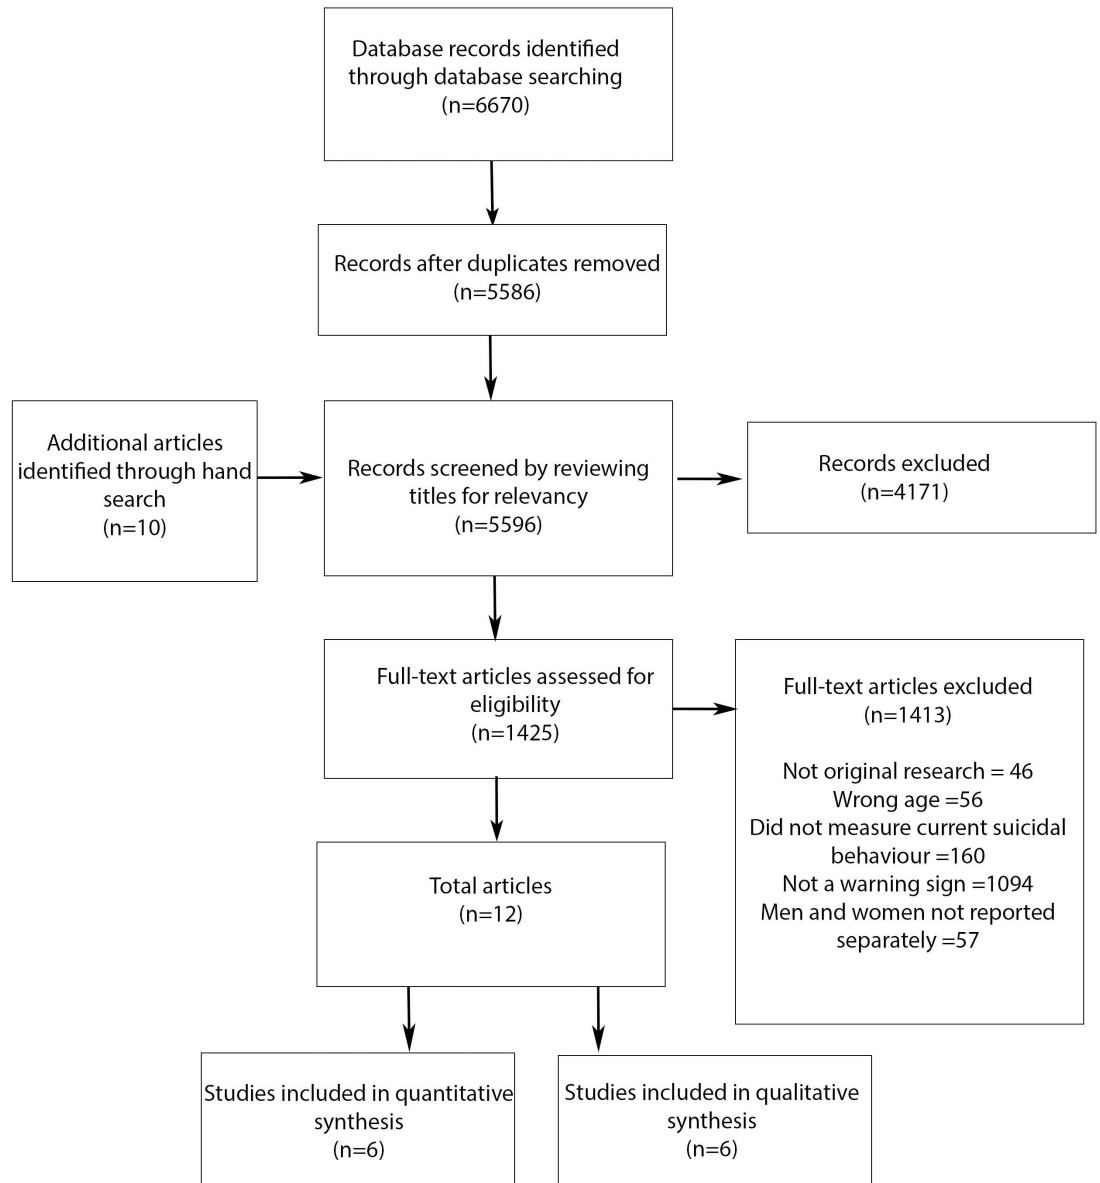 Database records identified
through database searching
(n=6670)
Records after duplicates removed
(n=5586)
Additional articles
identified through hand
search
(n=10)
Records screened by reviewing
titles for relevancy
(n=5596)
Records excluded
(n=4171)
Full-text articles assessed for
eligibility
(n=1425)
Full-text articles excluded
(n=1413)
Not original research = 46
Wrong age =56
Did not measure current suicidal
behaviour =160
Not a warning sign =1094
Men and women not reported
separately =57
Total articles
(n=12)
Studies included in quantitative
synthesis
(n=6)
Studies included in qualitative
synthesis
(n=6)